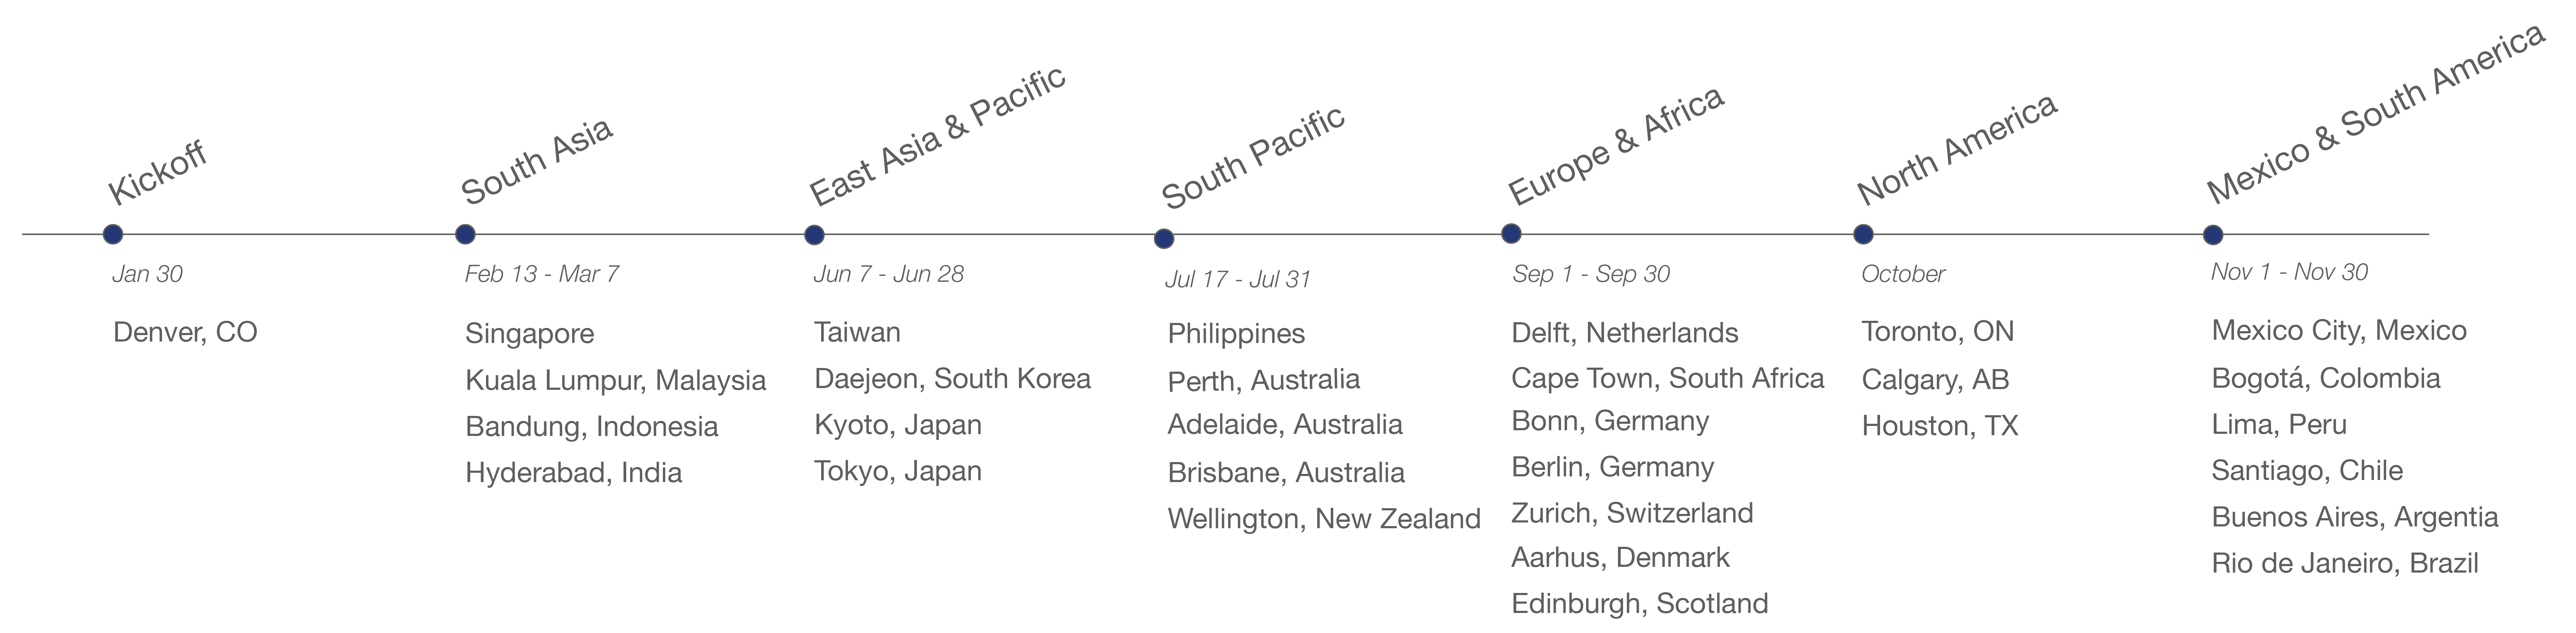 Kickoff
Jan 30
Denver, CO
South Asia
Feb 13 - Mar 7
Singapore
Kuala Lumpur, Malaysia
Bandung, Indonesia
Hyderabad, India
East Asia & Pacific
Jun 7 - Jun 28
Taiwan
Daejeon, South Korea
Kyoto, Japan
Tokyo, Japan
South Pacific
Jul 17 - Jul 31
Philippines
Perth, Australia
Adelaide, Australia
Brisbane, Australia
Wellington, New Zealand
Europe & Africa
Sep 1 - Sep 30
Delft, Netherlands
Cape Town, South Africa
Bonn, Germany
Berlin, Germany
Zurich, Switzerland
Aarhus, Denmark
Edinburgh, Scotland
North America
October
Toronto, ON
Calgary, AB
Houston, TX
Mexico & South America
Nov 1 - Nov 30
Mexico City, Mexico
Bogotá, Colombia
Lima, Peru
Santiago, Chile
Buenos Aires, Argentia
Rio de Janeiro, Brazil